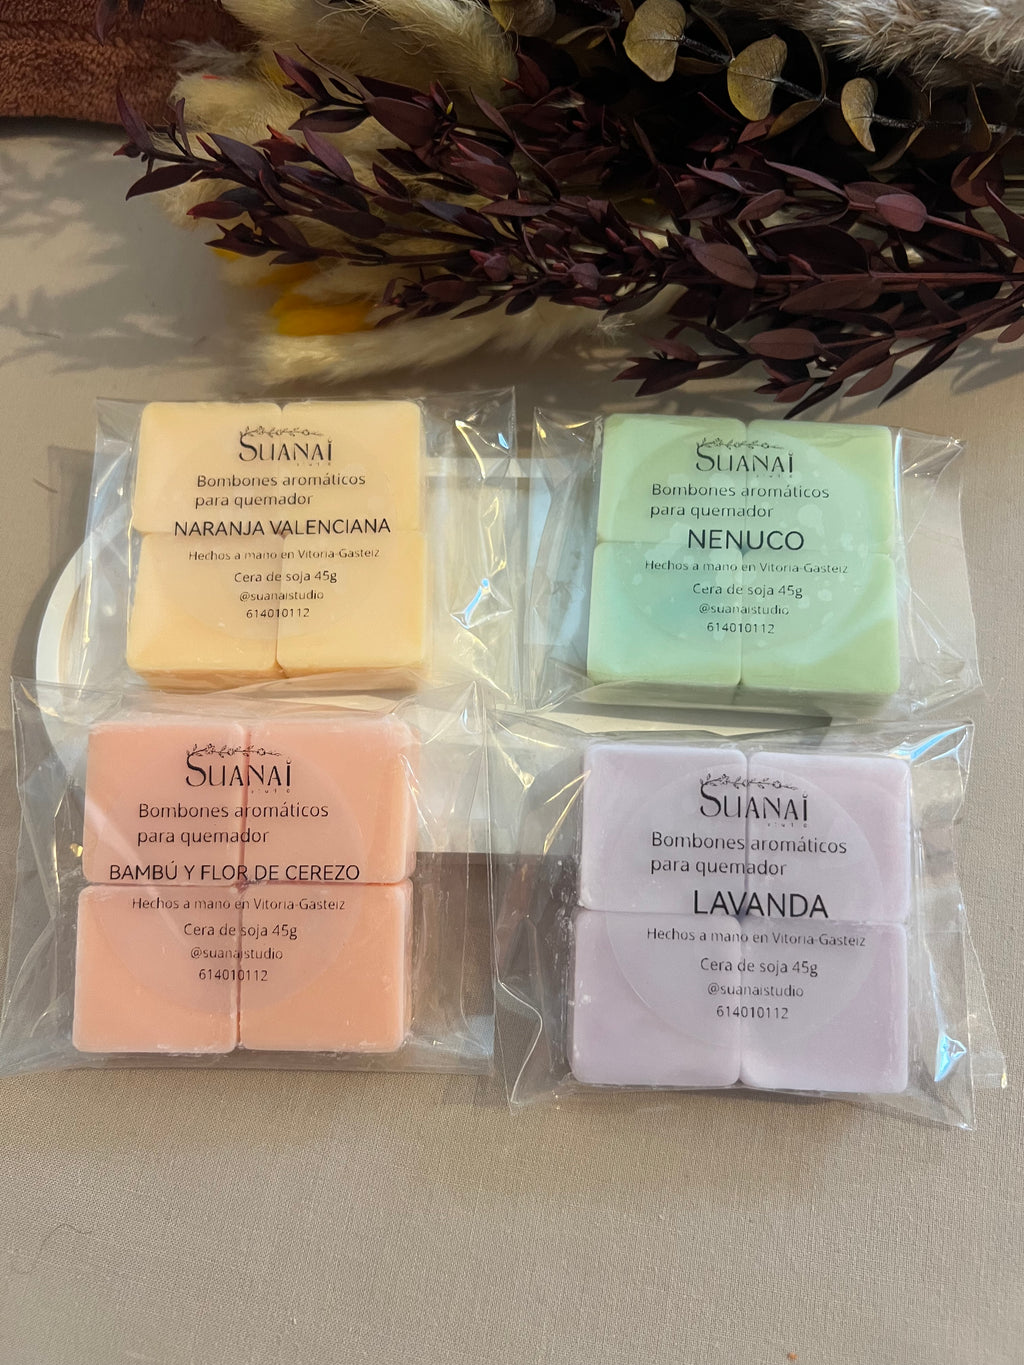 SUANAI
Bombones aromáticos
para quemador
NARANJA VALENCIANA
Hechos a mano en Vitoria-Gasteiz
Cera de soja 45g
@suanaistudio
614010112
SUANAI
Bombones aromáticos
para quemador
NENUCO
Hechos a mano en Vitoria-Gasteiz
Cera de soja 45g
@suanaistudio
614010112
SUANAI
Bombones aromáticos
para quemador
BAMBÚ Y FLOR DE CEREZO
Hechos a mano en Vitoria-Gasteiz
Cera de soja 45g
@suanaistudio
614010112
SUANAI
Bombones aromáticos
para quemador
LAVANDA
Hechos a mano en Vitoria-Gasteiz
Cera de soja 45g
@suanaistudio
614010112